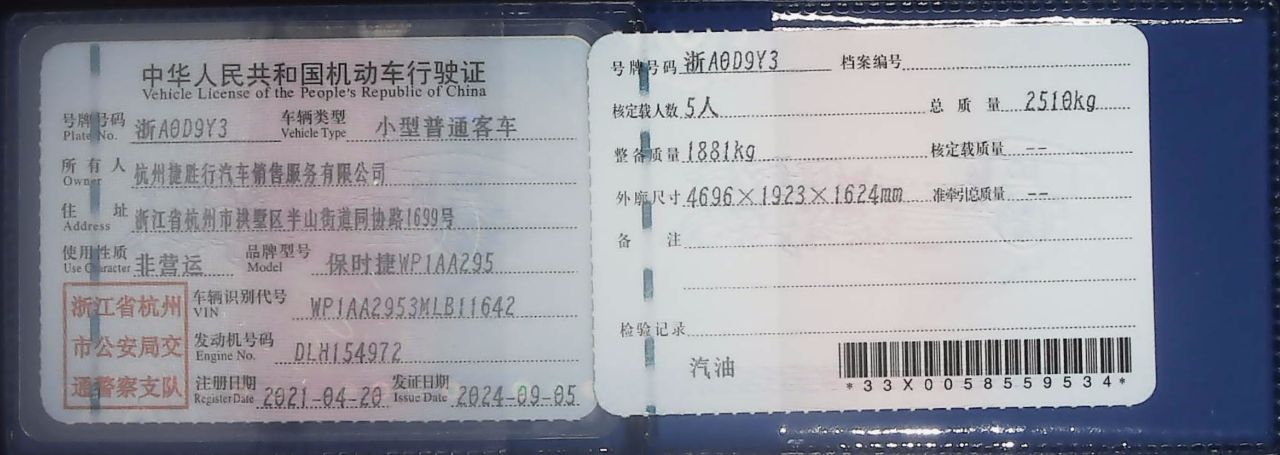 中华人民共和国机动车行驶证
Vehicle License of the People's Republic of China
号牌号码 浙A0D9Y3 车辆类型 小型普通客车
Plate No. Vehicle Type
所有人 杭州捷胜行汽车销售服务有限公司
Owner
住址 浙江省杭州市拱墅区半山街道同协路1699号
Address
使用性质 非营运 品牌型号 保时捷WP1AA295
Use Character Model
浙江省杭州
市公安局交
通警察支队
车辆识别代号 WP1AA2953MLB11642
VIN
发动机号码 DLH154972
Engine No.
注册日期 2021-04-20 发证日期 2024-09-05
Register Date Issue Date
号牌号码 浙A0D9Y3 档案编号
核定载人数 5人 总质量 2510kg
整备质量 1881kg 核定载质量 --
外廓尺寸 4696×1923×1624mm 准牵引总质量 --
备注
检验记录
汽油
*33X0058559534*